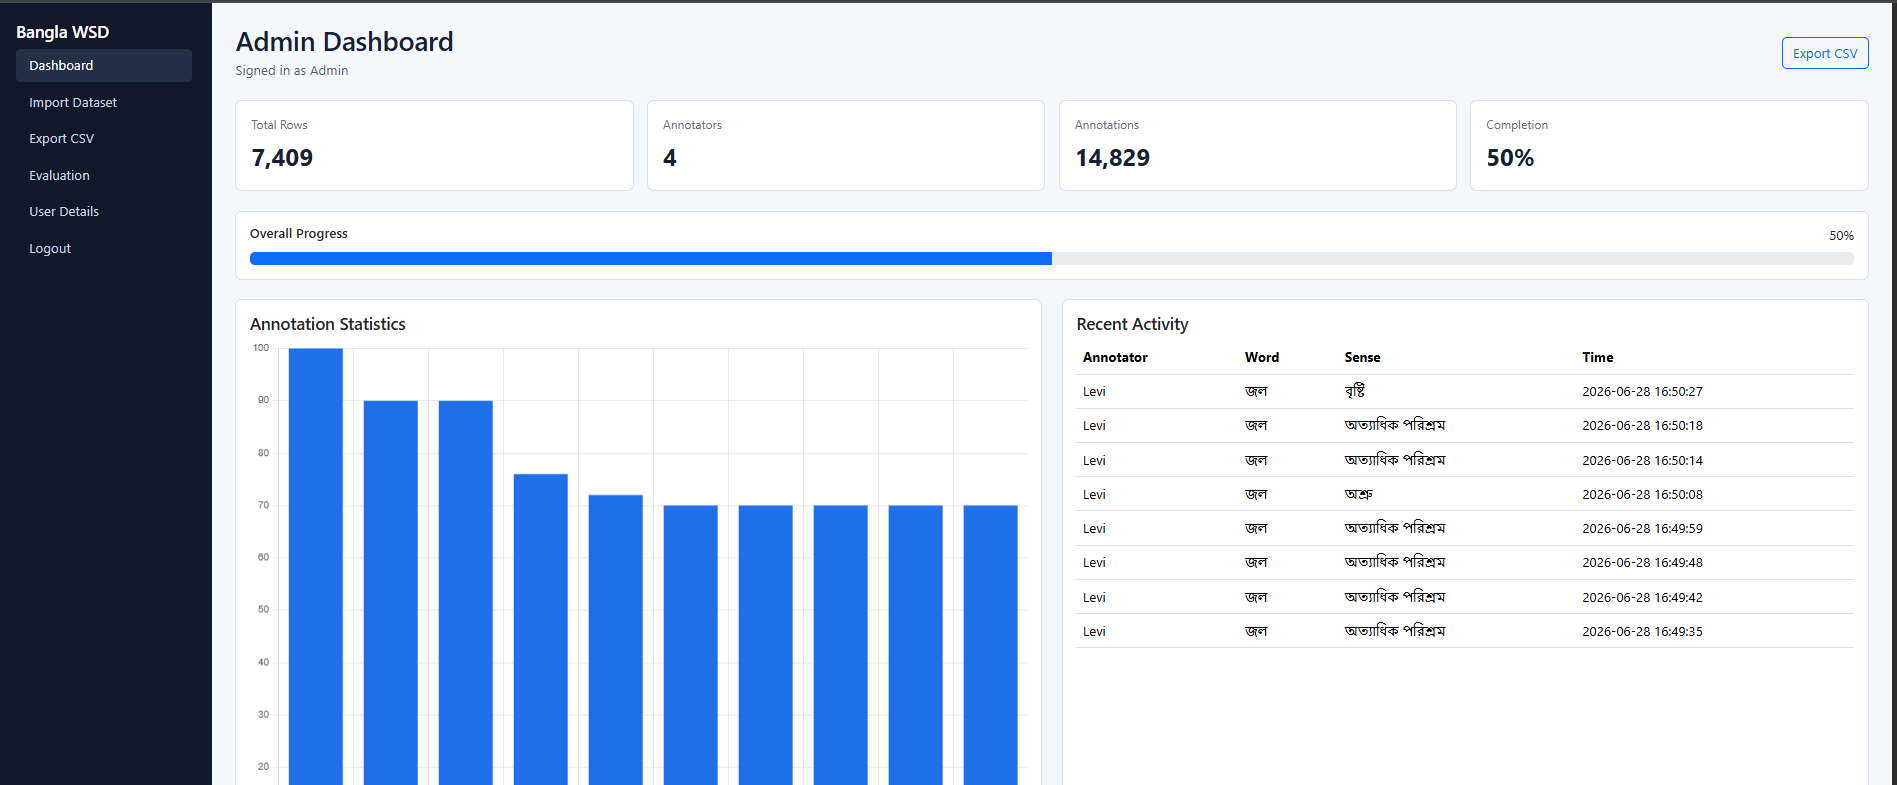 Bangla WSD
Dashboard
Import Dataset
Export CSV
Evaluation
User Details
Logout
Admin Dashboard
Signed in as Admin
Export CSV
Total Rows
7,409
Annotators
4
Annotations
14,829
Completion
50%
Overall Progress
50%
Annotation Statistics
100
90
80
70
60
50
40
30
20
Recent Activity
Annotator Word Sense Time
Levi জল বৃষ্টি 2026-06-28 16:50:27
Levi জল অত্যাধিক পরিশ্রম 2026-06-28 16:50:18
Levi জল অত্যাধিক পরিশ্রম 2026-06-28 16:50:14
Levi জল অশ্রু 2026-06-28 16:50:08
Levi জল অত্যাধিক পরিশ্রম 2026-06-28 16:49:59
Levi জল অত্যাধিক পরিশ্রম 2026-06-28 16:49:48
Levi জল অত্যাধিক পরিশ্রম 2026-06-28 16:49:42
Levi জল অত্যাধিক পরিশ্রম 2026-06-28 16:49:35